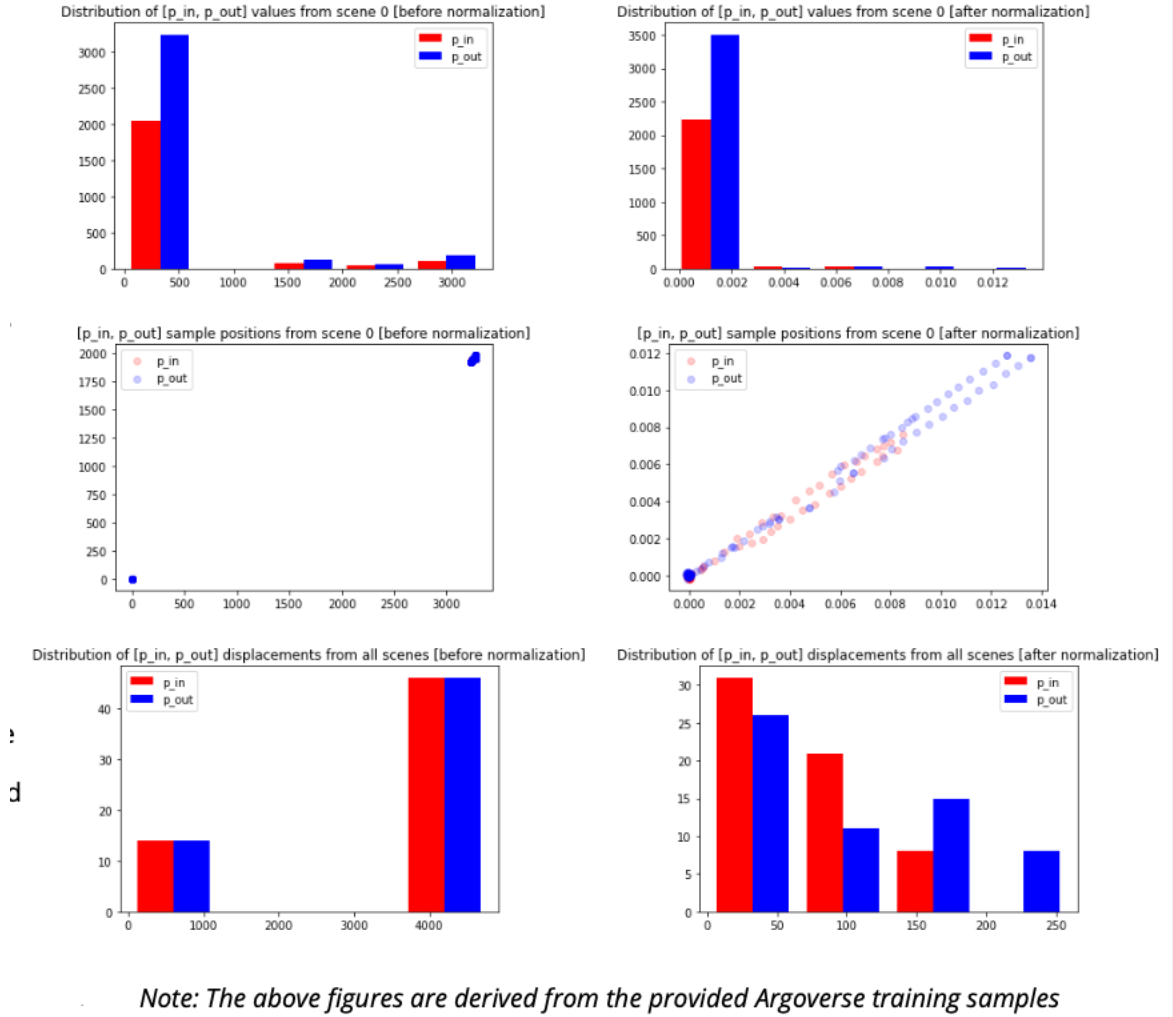 Distribution of [p_in, p_out] values from scene 0 [before normalization]
3000
2500
2000
1500
1000
500
0
p_in
p_out
0 500 1000 1500 2000 2500 3000
Distribution of [p_in, p_out] values from scene 0 [after normalization]
3500
3000
2500
2000
1500
1000
500
0
p_in
p_out
0.000 0.002 0.004 0.006 0.008 0.010 0.012
[p_in, p_out] sample positions from scene 0 [before normalization]
2000
1750
1500
1250
1000
750
500
250
0
p_in
p_out
0 500 1000 1500 2000 2500 3000
[p_in, p_out] sample positions from scene 0 [after normalization]
0.012
0.010
0.008
0.006
0.004
0.002
0.000
p_in
p_out
0.000 0.002 0.004 0.006 0.008 0.010 0.012 0.014
Distribution of [p_in, p_out] displacements from all scenes [before normalization]
40
30
20
10
0
p_in
p_out
0 1000 2000 3000 4000
Distribution of [p_in, p_out] displacements from all scenes [after normalization]
30
25
20
15
10
5
0
p_in
p_out
0 50 100 150 200 250
d
Note: The above figures are derived from the provided Argoverse training samples